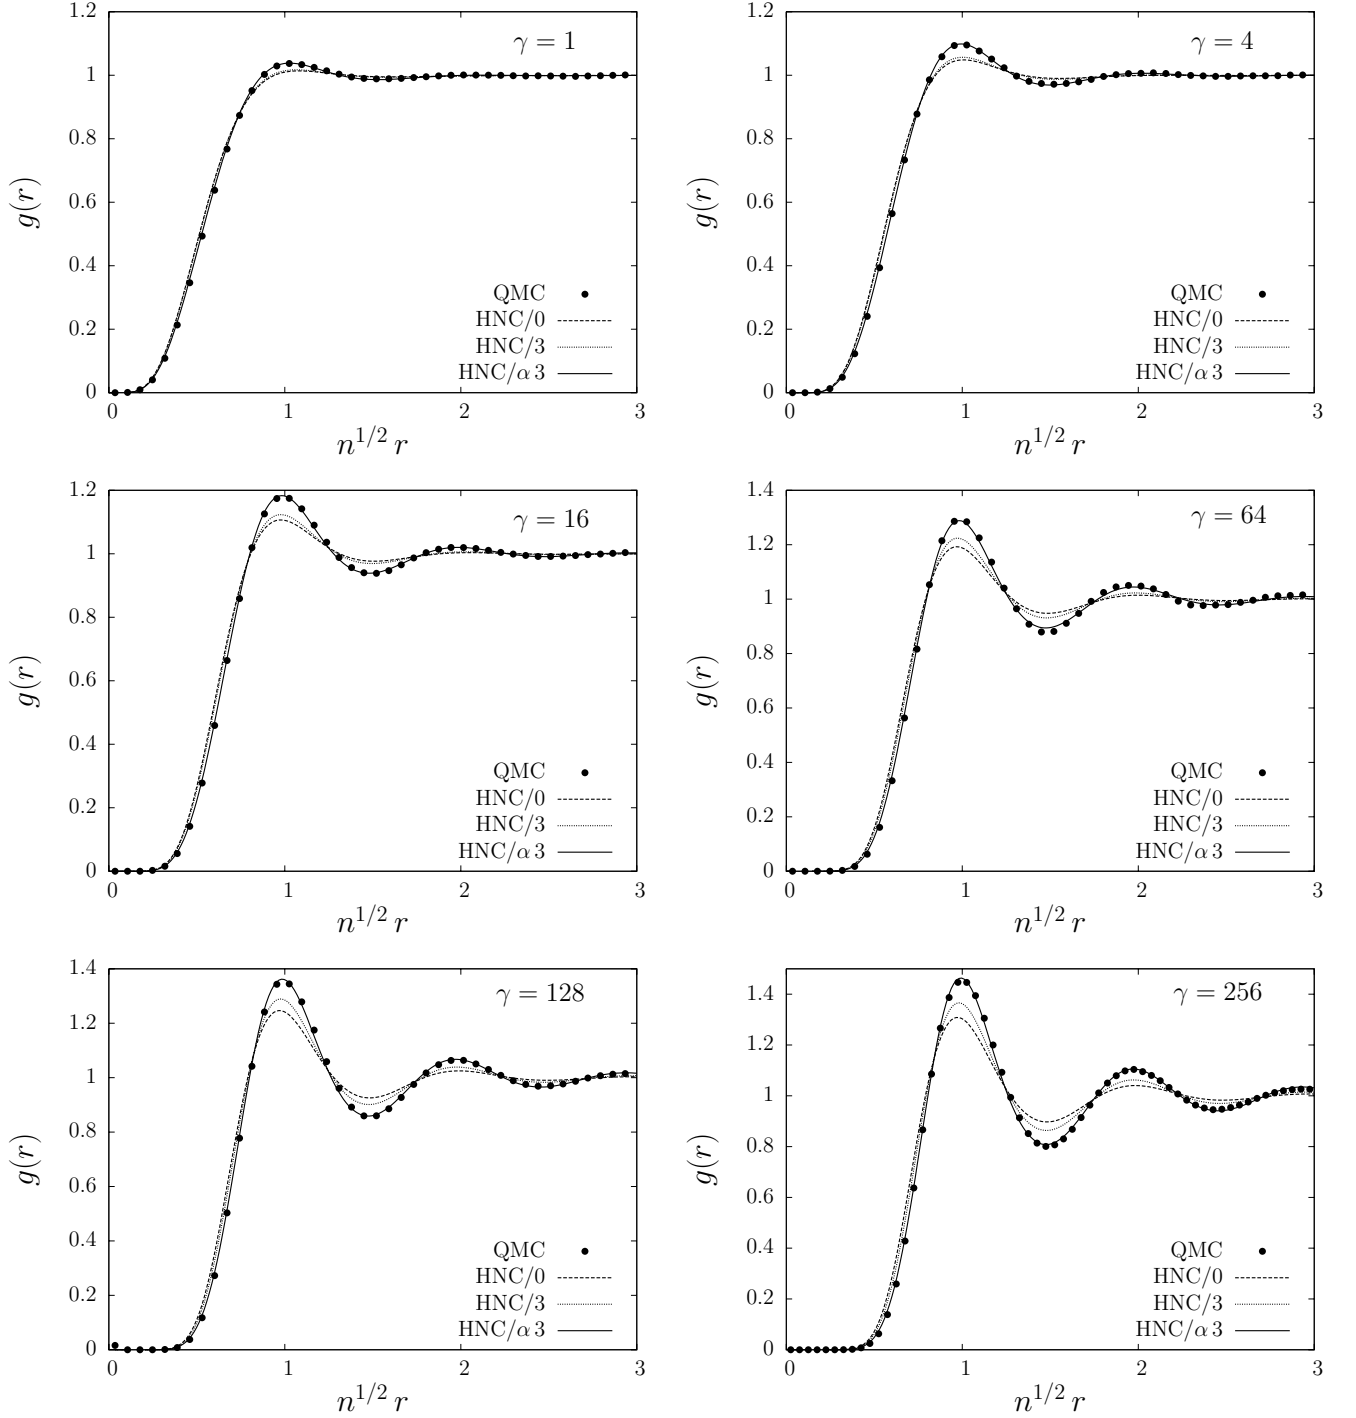 1.2
1
0.8
0.6
0.4
0.2
0
g(r)
γ = 1
QMC
HNC/0
HNC/3
HNC/α 3
0 1 2 3
n^{1/2} r
1.2
1
0.8
0.6
0.4
0.2
0
g(r)
γ = 4
QMC
HNC/0
HNC/3
HNC/α 3
0 1 2 3
n^{1/2} r
1.2
1
0.8
0.6
0.4
0.2
0
g(r)
γ = 16
QMC
HNC/0
HNC/3
HNC/α 3
0 1 2 3
n^{1/2} r
1.4
1.2
1
0.8
0.6
0.4
0.2
0
g(r)
γ = 64
QMC
HNC/0
HNC/3
HNC/α 3
0 1 2 3
n^{1/2} r
1.4
1.2
1
0.8
0.6
0.4
0.2
0
g(r)
γ = 128
QMC
HNC/0
HNC/3
HNC/α 3
0 1 2 3
n^{1/2} r
1.4
1.2
1
0.8
0.6
0.4
0.2
0
g(r)
γ = 256
QMC
HNC/0
HNC/3
HNC/α 3
0 1 2 3
n^{1/2} r